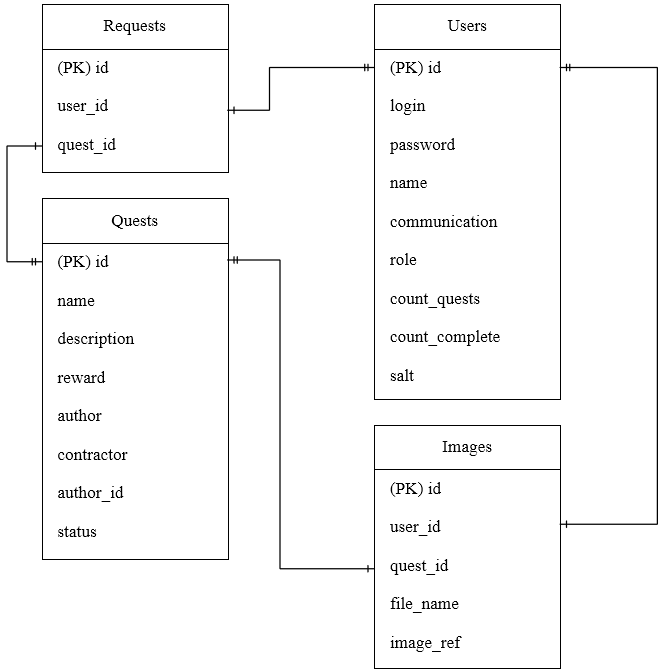 Requests
(PK) id
user_id
quest_id
Users
(PK) id
login
password
name
communication
role
count_quests
count_complete
salt
Quests
(PK) id
name
description
reward
author
contractor
author_id
status
Images
(PK) id
user_id
quest_id
file_name
image_ref